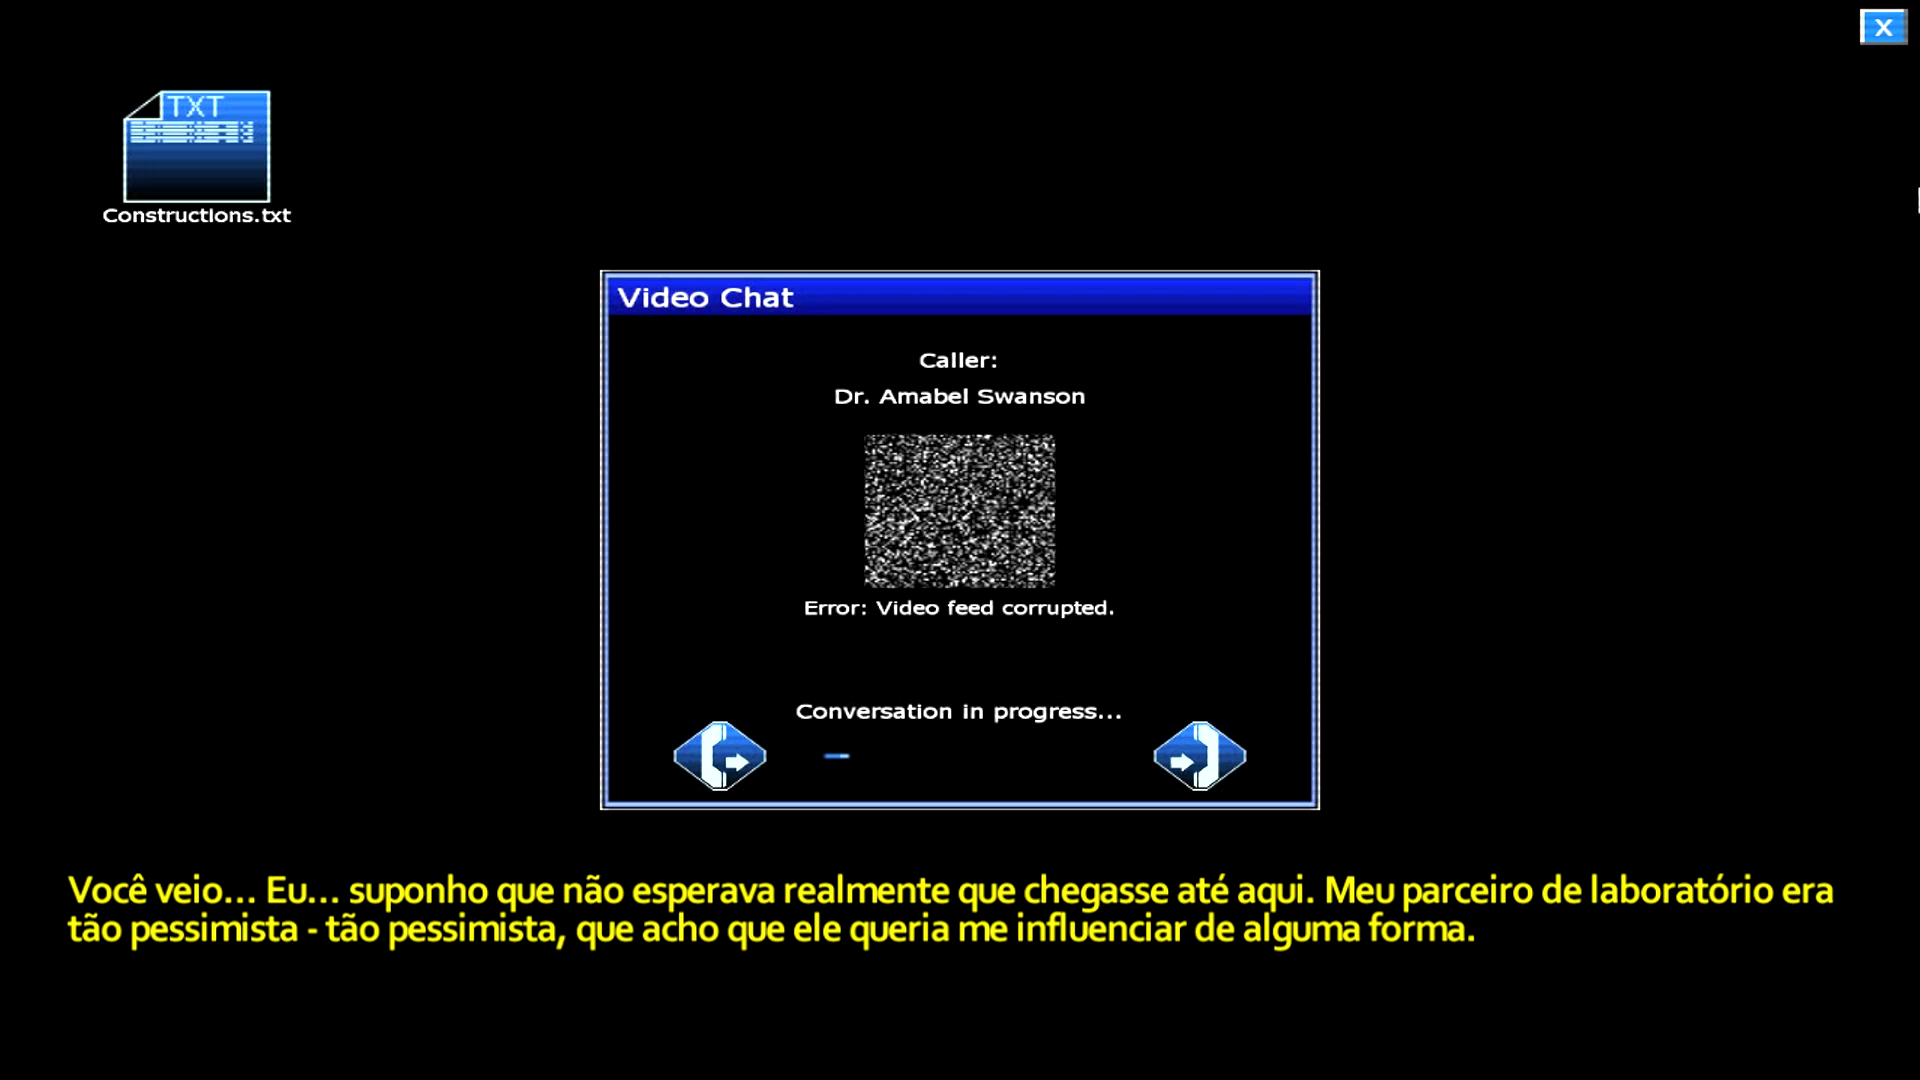 X
TXT
Constructions.txt
Video Chat
Caller:
Dr. Amabel Swanson
Error: Video feed corrupted.
Conversation in progress...
Você veio... Eu... suponho que não esperava realmente que chegasse até aqui. Meu parceiro de laboratório era
tão pessimista - tão pessimista, que acho que ele queria me influenciar de alguma forma.